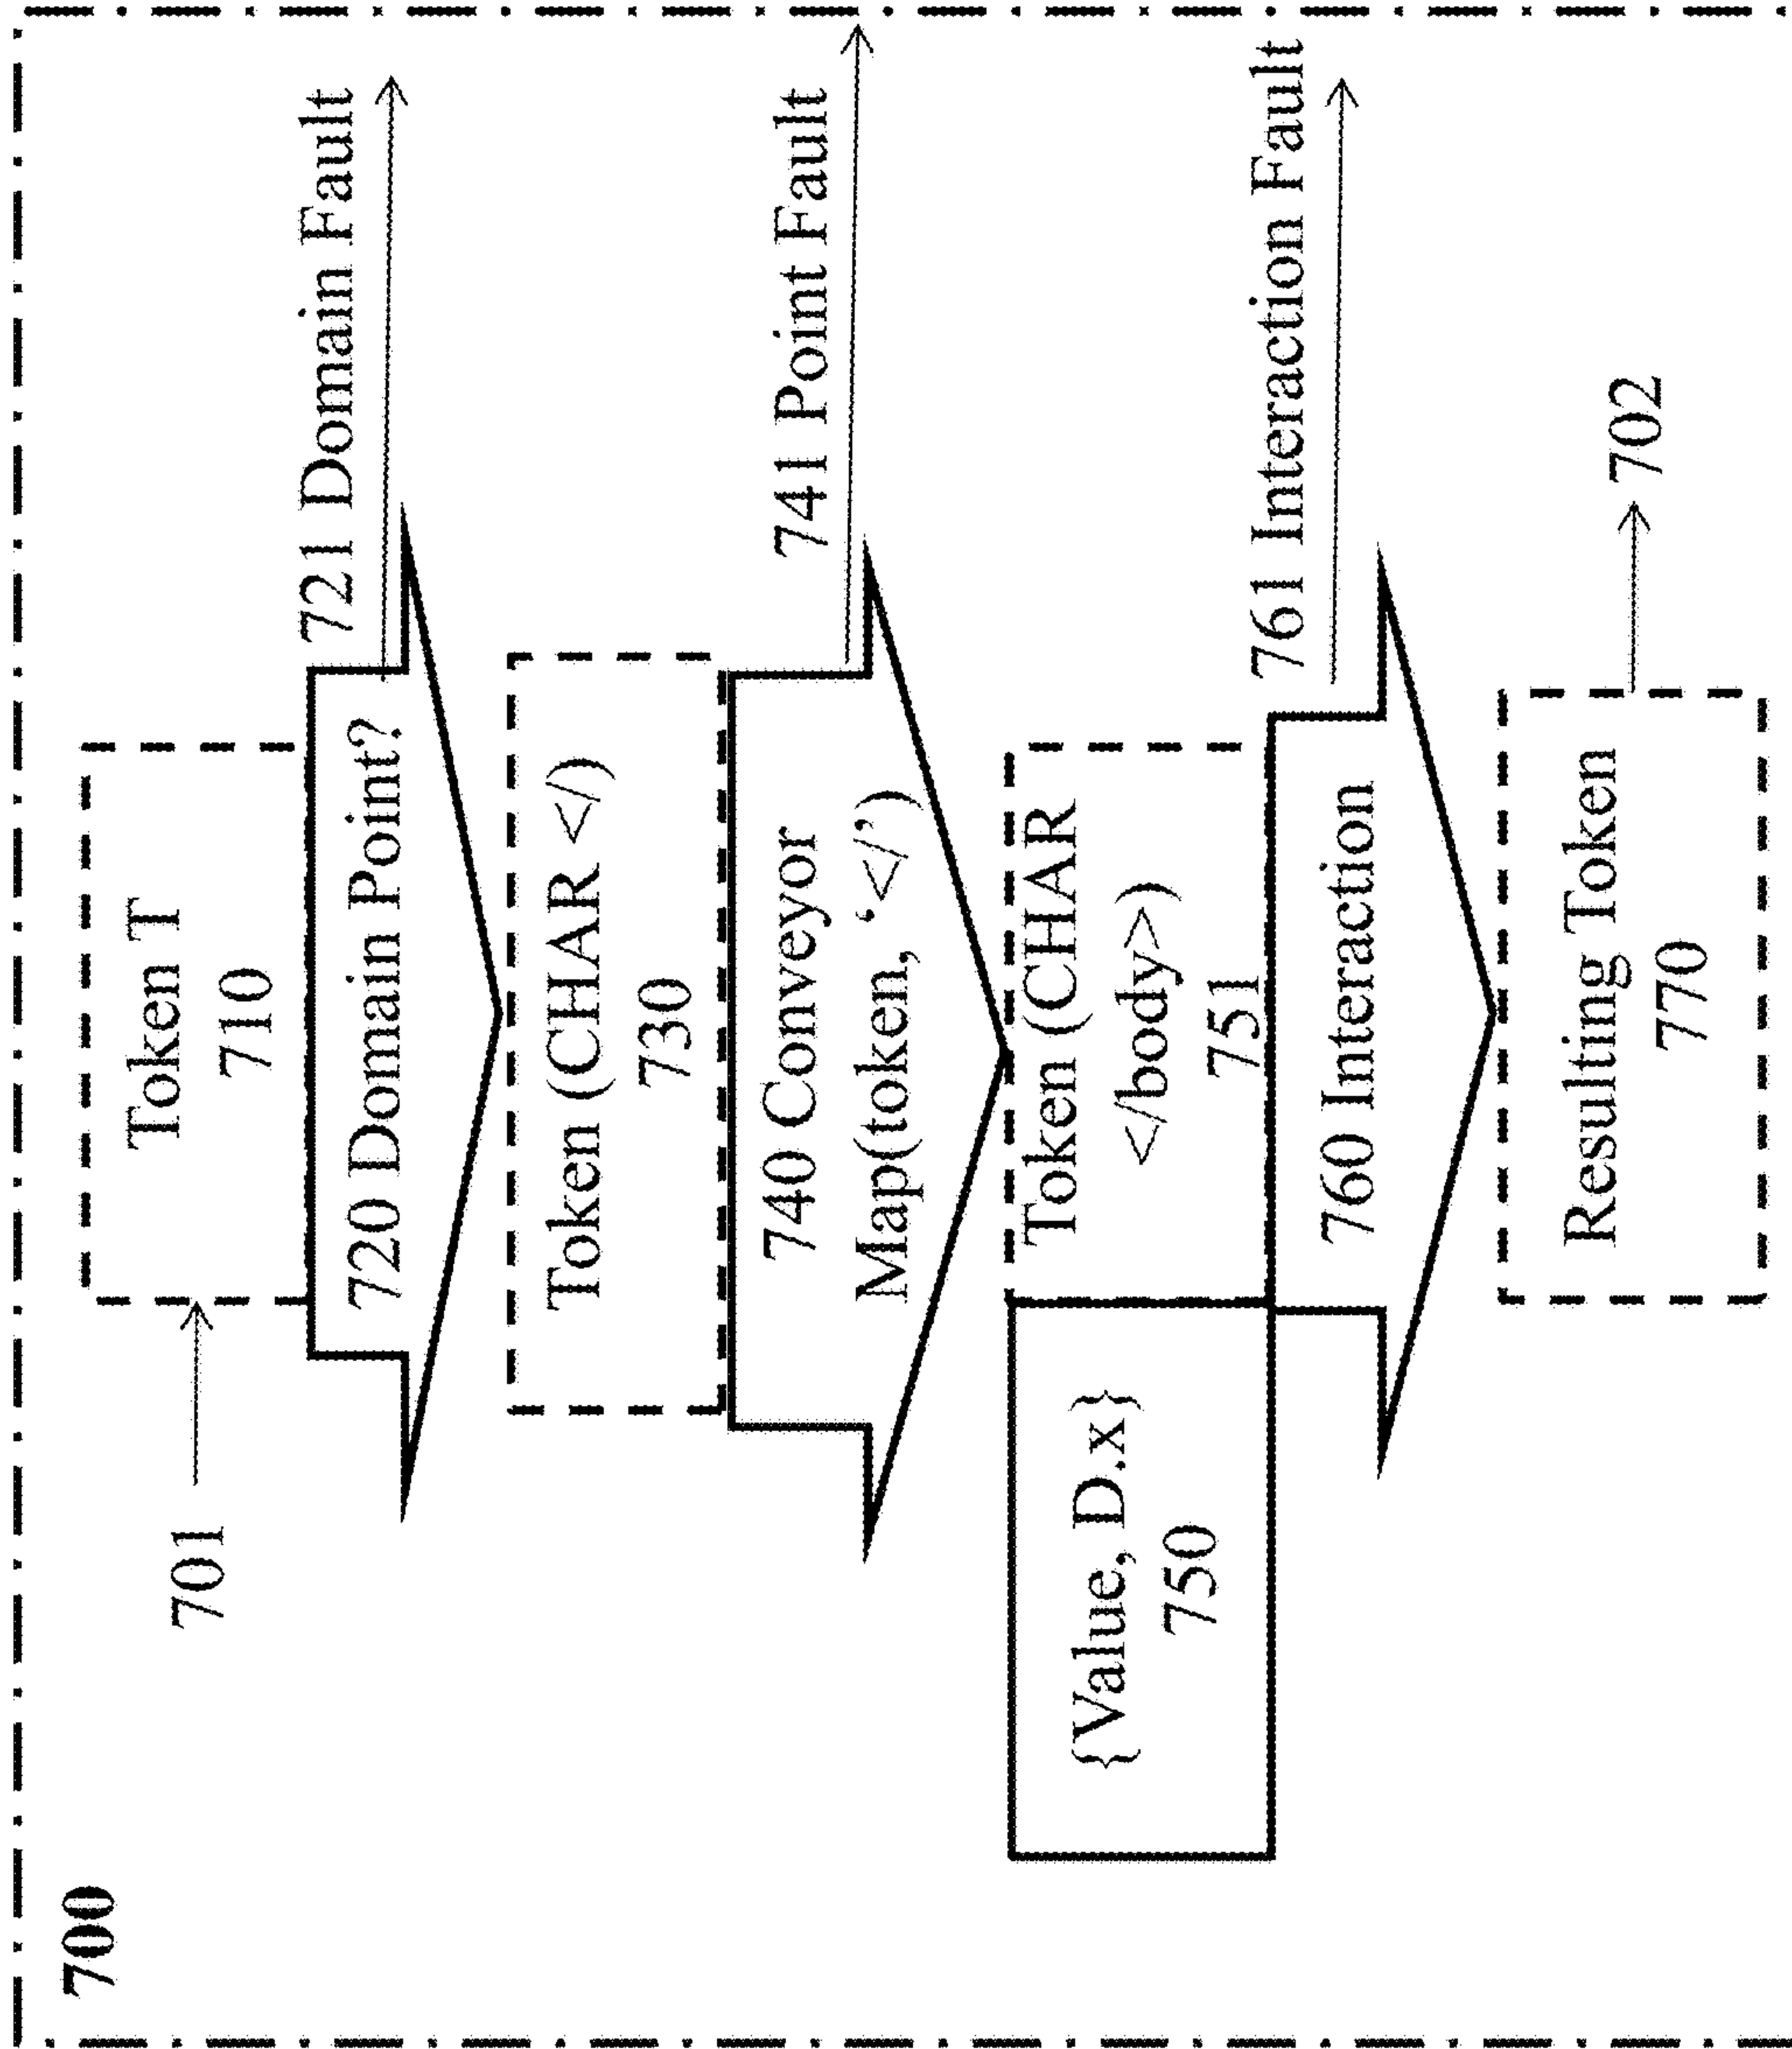 700
Token T
710
701
720 Domain Point?
721 Domain Fault
Token (CHAR </)
730
740 Conveyor
Map(token, ‘</’)
741 Point Fault
{Value, D.x}
750
Token (CHAR
</body>)
751
760 Interaction
761 Interaction Fault
Resulting Token
770
702